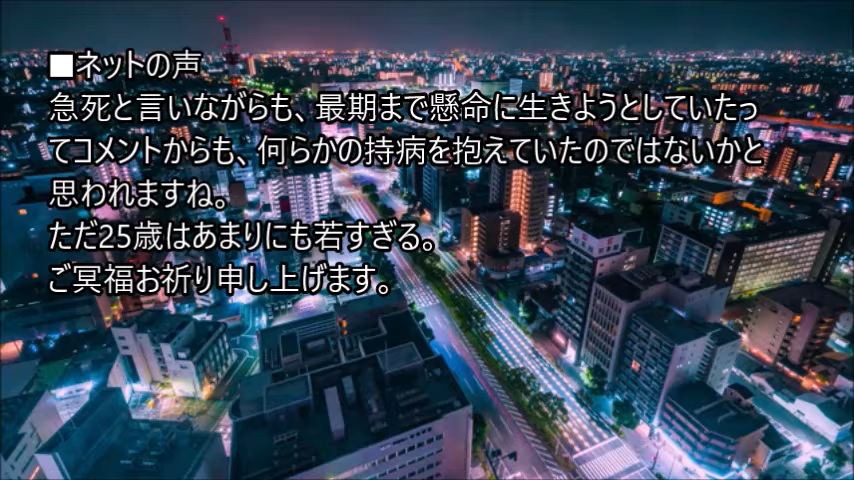 ■ネットの声
急死と言いながらも、最期まで懸命に生きようとしていたっ
てコメントからも、何らかの持病を抱えていたのではないかと
思われますね。
ただ25歳はあまりにも若すぎる。
ご冥福お祈り申し上げます。